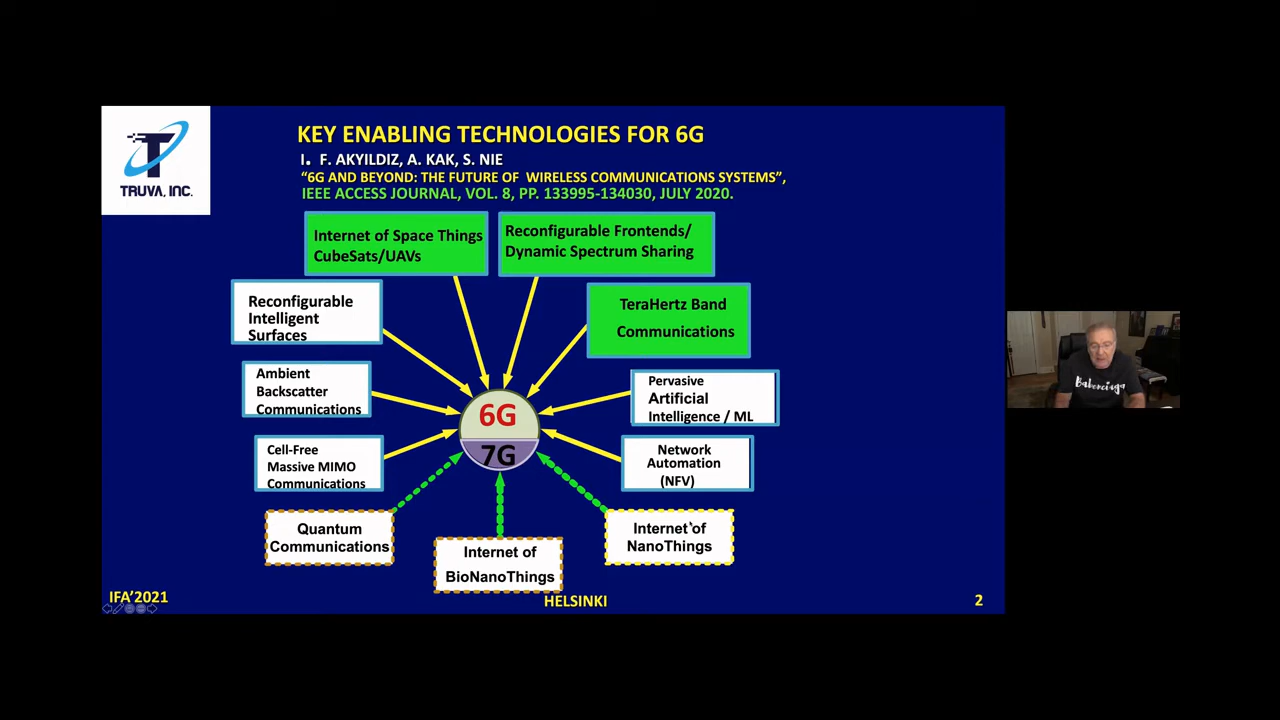 TRUVA, INC.
KEY ENABLING TECHNOLOGIES FOR 6G
I. F. AKYILDIZ, A. KAK, S. NIE
“6G AND BEYOND: THE FUTURE OF WIRELESS COMMUNICATIONS SYSTEMS”,
IEEE ACCESS JOURNAL, VOL. 8, PP. 133995-134030, JULY 2020.
Internet of Space Things
CubeSats/UAVs
Reconfigurable Frontends/
Dynamic Spectrum Sharing
Reconfigurable
Intelligent
Surfaces
TeraHertz Band
Communications
Ambient
Backscatter
Communications
Pervasive
Artificial
Intelligence / ML
6G
7G
Cell-Free
Massive MIMO
Communications
Network
Automation
(NFV)
Quantum
Communications
Internet of
BioNanoThings
Internet of
NanoThings
IFA’2021
HELSINKI
2